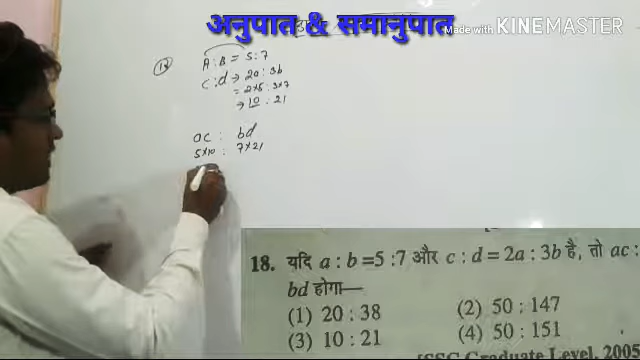 अनुपात & समानुपात
Made with KINEMASTER
18 A:B = 5:7
C:d → 2a : 3b
= 2×5 : 3×7
→ 10 : 21
ac : bd
5×10 : 7×21
18. यदि a : b =5 :7 और c : d = 2a : 3b है, तो ac :
bd होगा—
(1) 20 : 38 (2) 50 : 147
(3) 10 : 21 (4) 50 : 151
[SSC Graduate Level, 2005